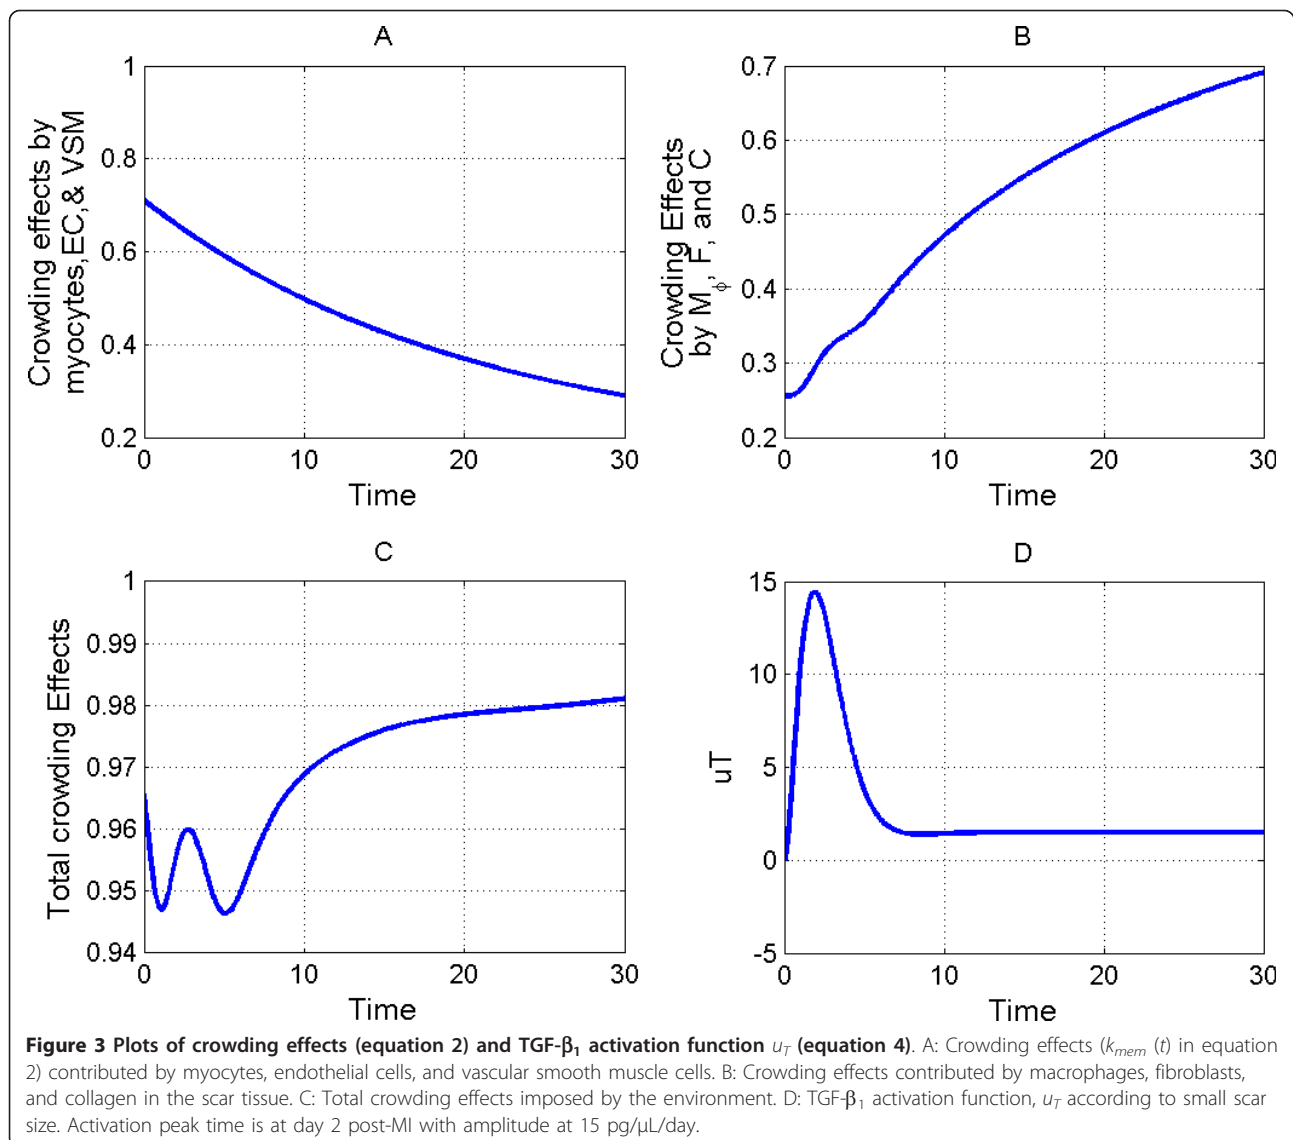 A
1
0.8
0.6
0.4
0.2
0
10
20
30
Time
Crowding effects by
myocytes, EC,& VSM
B
0.7
0.6
0.5
0.4
0.3
0.2
0
10
20
30
Time
Crowding Effects
by Mϕ, F, and C
C
1
0.99
0.98
0.97
0.96
0.95
0.94
0
10
20
30
Time
Total crowding Effects
D
15
10
5
0
-5
0
10
20
30
Time
uT
Figure 3 Plots of crowding effects (equation 2) and TGF-β1 activation function uT (equation 4). A: Crowding effects (kmem (t) in equation
2) contributed by myocytes, endothelial cells, and vascular smooth muscle cells. B: Crowding effects contributed by macrophages, fibroblasts,
and collagen in the scar tissue. C: Total crowding effects imposed by the environment. D: TGF-β1 activation function, uT according to small scar
size. Activation peak time is at day 2 post-MI with amplitude at 15 pg/μL/day.